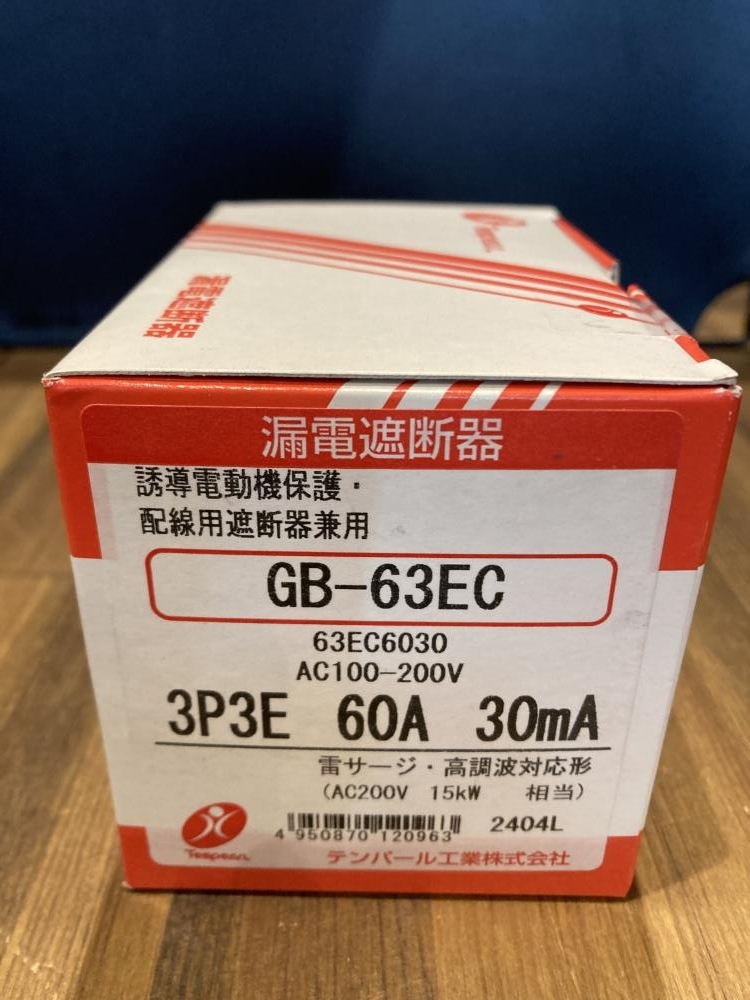 漏電遮断器
漏電遮断器
誘導電動機保護・
配線用遮断器兼用
GB-63EC
63EC6030
AC100-200V
3P3E 60A 30mA
雷サージ・高調波対応形
(AC200V 15kW 相当)
4 950870 120963 2404L
Tempearl
テンパール工業株式会社